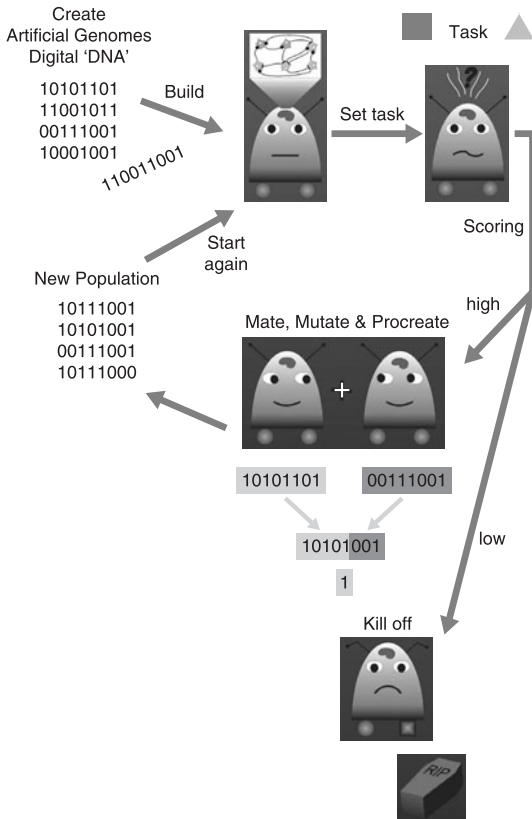 Create
Artificial Genomes
Digital ‘DNA’
10101101
11001011
00111001
10001001
110011001
Build
Set task
?
Task
Scoring
Start
again
New Population
10111001
10101001
00111001
10111000
high
Mate, Mutate & Procreate
+
10101101 00111001
10101001
1
low
Kill off
RIP